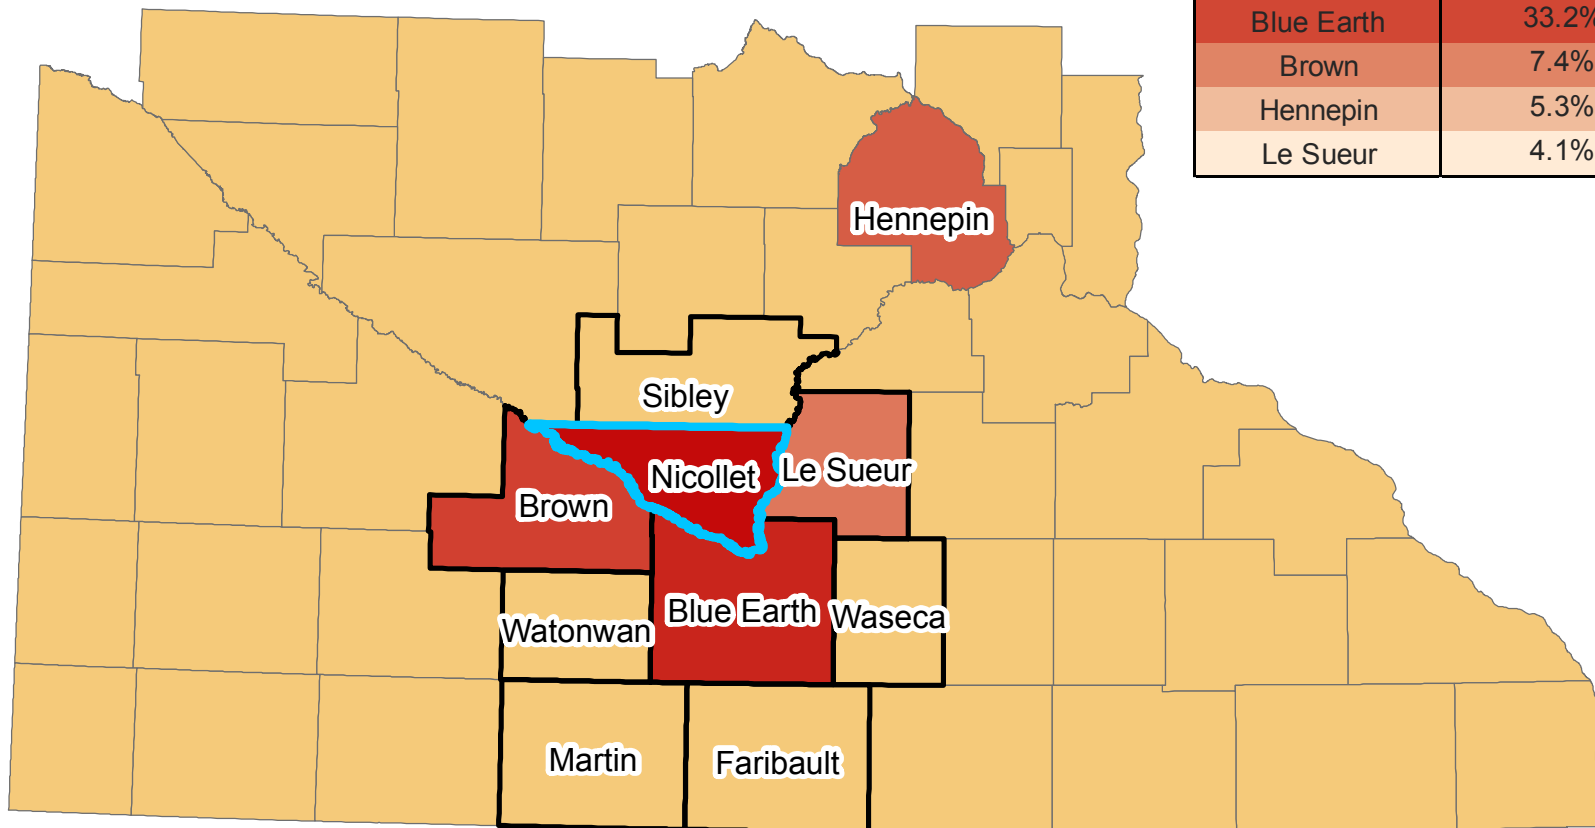 Blue Earth 33.2%
Brown 7.4%
Hennepin 5.3%
Le Sueur 4.1%
Hennepin
Sibley
Nicollet
Le Sueur
Brown
Blue Earth
Waseca
Watonwan
Martin
Faribault